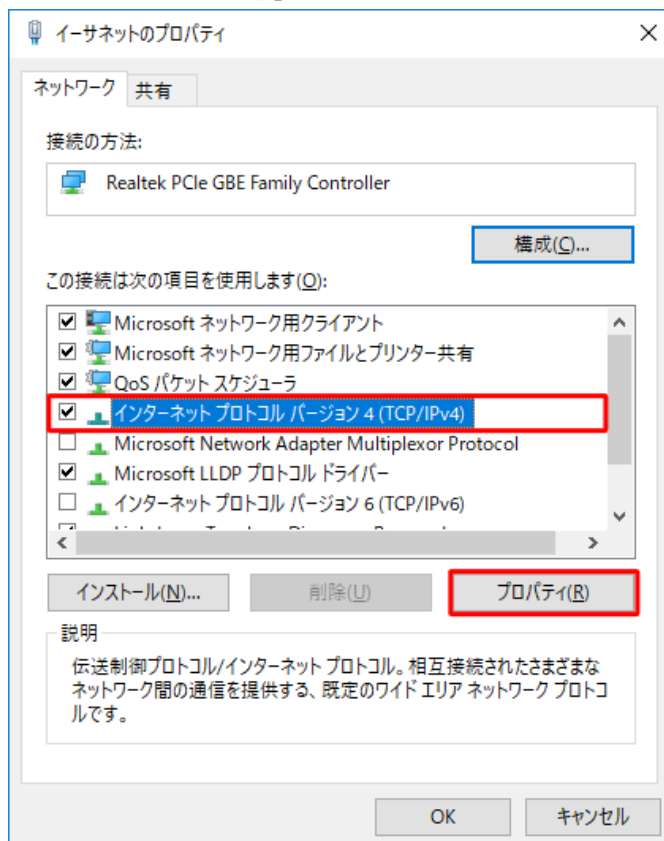 イーサネットのプロパティ
ネットワーク 共有
接続の方法:
Realtek PCIe GBE Family Controller
構成(C)...
この接続は次の項目を使用します(O):
Microsoft ネットワーク用クライアント
Microsoft ネットワーク用ファイルとプリンター共有
QoS パケット スケジューラ
インターネット プロトコル バージョン 4 (TCP/IPv4)
Microsoft Network Adapter Multiplexor Protocol
Microsoft LLDP プロトコル ドライバー
インターネット プロトコル バージョン 6 (TCP/IPv6)
インストール(N)... 削除(U) プロパティ(R)
説明
伝送制御プロトコル/インターネット プロトコル。相互接続されたさまざまな
ネットワーク間の通信を提供する、既定のワイド エリア ネットワーク プロトコ
ルです。
OK キャンセル